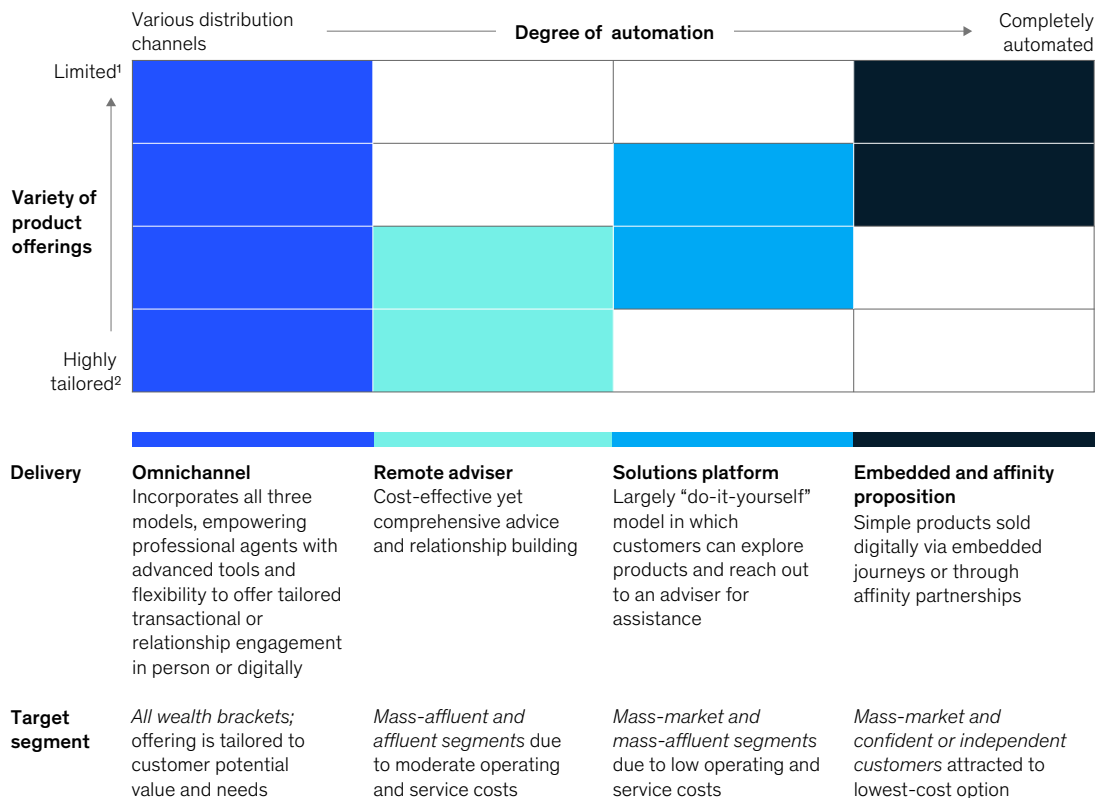 Various distribution
channels
Degree of automation
Completely
automated
Limited¹
Variety of
product
offerings
Highly
tailored²
Delivery
Omnichannel
Incorporates all three
models, empowering
professional agents with
advanced tools and
flexibility to offer tailored
transactional or
relationship engagement
in person or digitally
Remote adviser
Cost-effective yet
comprehensive advice
and relationship building
Solutions platform
Largely “do-it-yourself”
model in which
customers can explore
products and reach out
to an adviser for
assistance
Embedded and affinity
proposition
Simple products sold
digitally via embedded
journeys or through
affinity partnerships
Target
segment
All wealth brackets;
offering is tailored to
customer potential
value and needs
Mass-affluent and
affluent segments due
to moderate operating
and service costs
Mass-market and
mass-affluent segments
due to low operating and
service costs
Mass-market and
confident or independent
customers attracted to
lowest-cost option